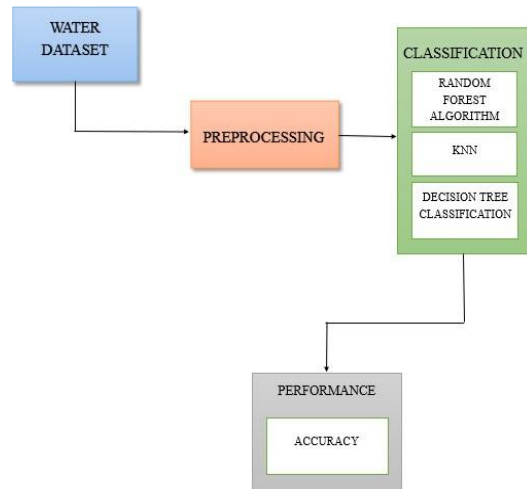 WATER
DATASET
PREPROCESSING
CLASSIFICATION
RANDOM
FOREST
ALGORITHM
KNN
DECISION TREE
CLASSIFICATION
PERFORMANCE
ACCURACY